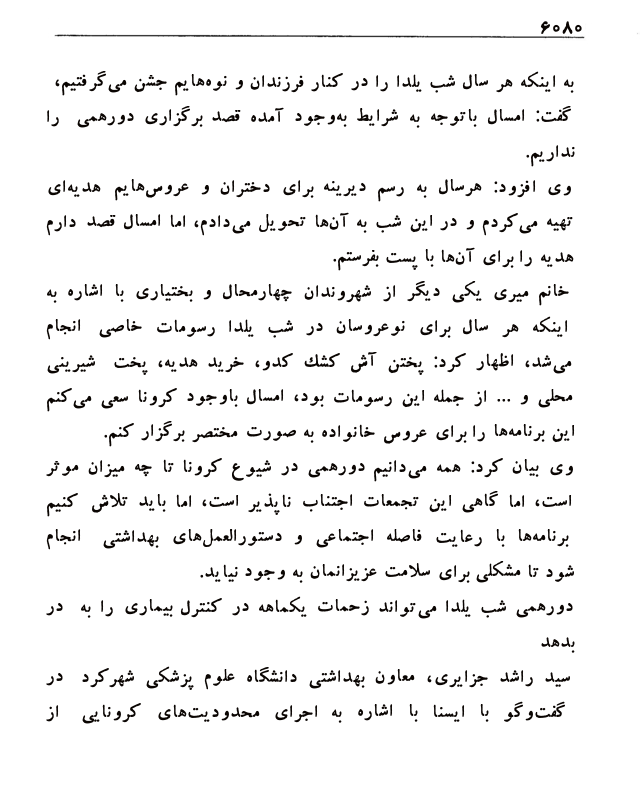 ۶۰۸۰
به اینکه هر سال شب یلدا را در کنار فرزندان و نوه‌هایم جشن می‌گرفتیم،
گفت: امسال باتوجه به شرایط به‌وجود آمده قصد برگزاری دورهمی را
نداریم.
وی افزود: هرسال به رسم دیرینه برای دختران و عروس‌هایم هدیه‌ای
تهیه می‌کردم و در این شب به آن‌ها تحویل می‌دادم، اما امسال قصد دارم
هدیه را برای آن‌ها با پست بفرستم.
خانم میری یکی دیگر از شهروندان چهارمحال و بختیاری با اشاره به
اینکه هر سال برای نوعروسان در شب یلدا رسومات خاصی انجام
می‌شد، اظهار کرد: پختن آش کشك کدو، خرید هدیه، پخت شیرینی
محلی و ... از جمله این رسومات بود، امسال باوجود کرونا سعی می‌کنم
این برنامه‌ها را برای عروس خانواده به صورت مختصر برگزار کنم.
وی بیان کرد: همه می‌دانیم دورهمی در شیوع کرونا تا چه میزان موثر
است، اما گاهی این تجمعات اجتناب ناپذیر است، اما باید تلاش کنیم
برنامه‌ها با رعایت فاصله اجتماعی و دستورالعمل‌های بهداشتی انجام
شود تا مشکلی برای سلامت عزیزانمان به وجود نیاید.
دورهمی شب یلدا می‌تواند زحمات یکماهه در کنترل بیماری را به در
بدهد
سید راشد جزایری، معاون بهداشتی دانشگاه علوم پزشکی شهرکرد در
گفت‌وگو با ایسنا با اشاره به اجرای محدودیت‌های کرونایی از